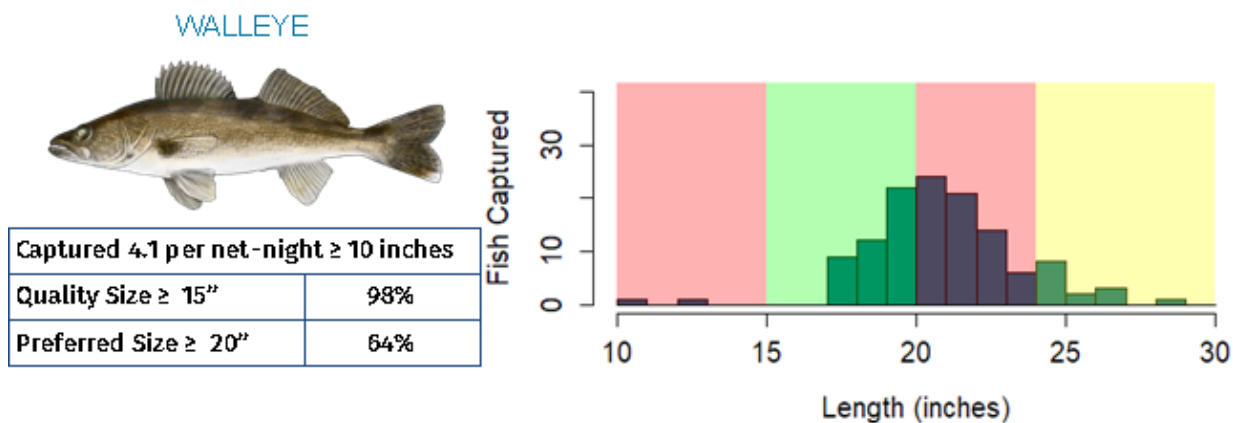 WALLEYE
Captured 4.1 per net-night ≥ 10 inches
Quality Size ≥ 15” 98%
Preferred Size ≥ 20” 64%
Fish Captured
0 10 30
10 15 20 25 30
Length (inches)